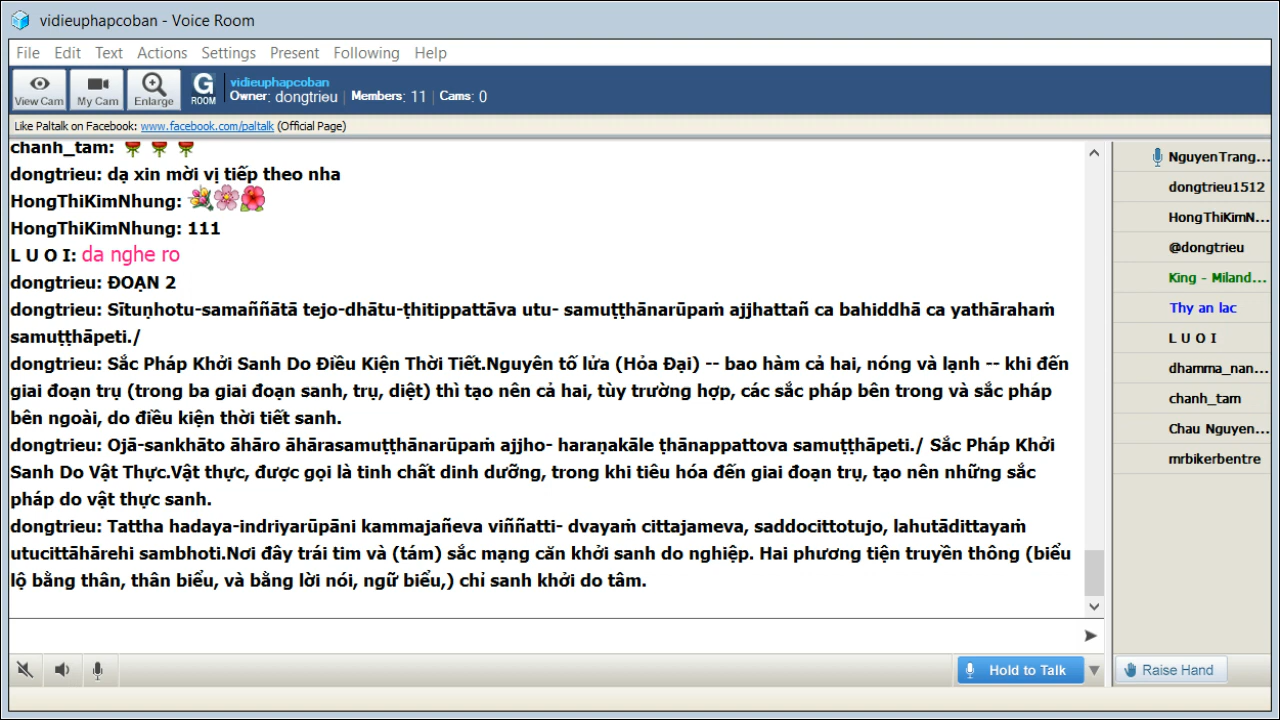 vidieuphapcoban - Voice Room
File Edit Text Actions Settings Present Following Help
View Cam
My Cam
Enlarge
G ROOM
vidieuphapcoban
Owner: dongtrieu | Members: 11 | Cams: 0
Like Paltalk on Facebook: www.facebook.com/paltalk (Official Page)
chanh_tam:
dongtrieu: dạ xin mời vị tiếp theo nha
HongThiKimNhung:
HongThiKimNhung: 111
L U O I: da nghe ro
dongtrieu: ĐOẠN 2
dongtrieu: Sītuṇhotu-samaññātā tejo-dhātu-ṭhitippattāva utu- samuṭṭhānarūpaṁ ajjhattañ ca bahiddhā ca yathārahaṁ
samuṭṭhāpeti./
dongtrieu: Sắc Pháp Khởi Sanh Do Điều Kiện Thời Tiết.Nguyên tố lửa (Hỏa Đại) -- bao hàm cả hai, nóng và lạnh -- khi đến
giai đoạn trụ (trong ba giai đoạn sanh, trụ, diệt) thì tạo nên cả hai, tùy trường hợp, các sắc pháp bên trong và sắc pháp
bên ngoài, do điều kiện thời tiết sanh.
dongtrieu: Ojā-sankhāto āhāro āhārasamuṭṭhānarūpaṁ ajjho- haraṇakāle ṭhānappattova samuṭṭhāpeti./ Sắc Pháp Khởi
Sanh Do Vật Thực.Vật thực, được gọi là tinh chất dinh dưỡng, trong khi tiêu hóa đến giai đoạn trụ, tạo nên những sắc
pháp do vật thực sanh.
dongtrieu: Tattha hadaya-indriyarūpāni kammajañeva viññatti- dvayaṁ cittajameva, saddocittotujo, lahutādittayaṁ
utucittāhārehi sambhoti.Nơi đây trái tim và (tám) sắc mạng căn khởi sanh do nghiệp. Hai phương tiện truyền thông (biểu
lộ bằng thân, thân biểu, và bằng lời nói, ngữ biểu,) chỉ sanh khởi do tâm.
NguyenTrang...
dongtrieu1512
HongThiKimN...
@dongtrieu
King - Miland...
Thy an lac
L U O I
dhamma_nan...
chanh_tam
Chau Nguyen...
mrbikerbentre
Hold to Talk
Raise Hand